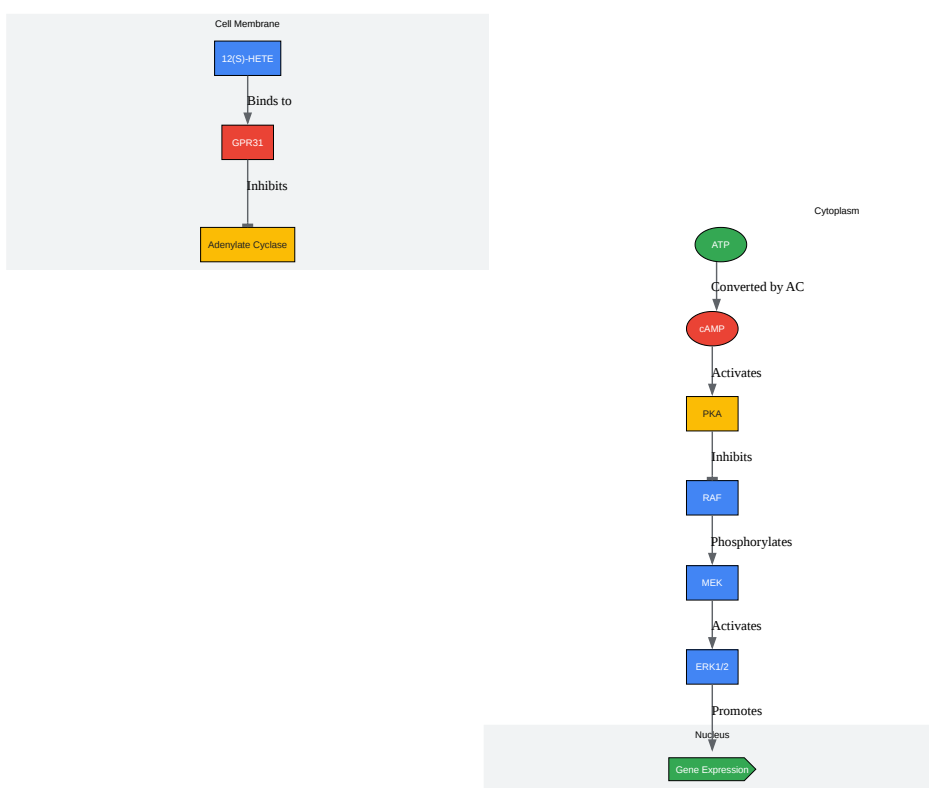 Cell Membrane
12(S)-HETE
Binds to
GPR31
Inhibits
Adenylate Cyclase
Cytoplasm
ATP
Converted by AC
cAMP
Activates
PKA
Inhibits
RAF
Phosphorylates
MEK
Activates
ERK1/2
Promotes
Nucleus
Gene Expression